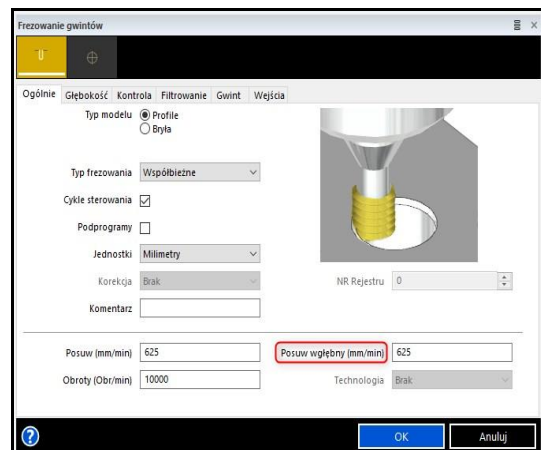 Frezowanie gwintów
Ogólnie Głębokość Kontrola Filtrowanie Gwint Wejścia
Typ modelu Profile
Bryła
Typ frezowania Współbieżne
Cykle sterowania
Podprogramy
Jednostki Milimetry
Korekcja Brak NR Rejestru 0
Komentarz
Posuw (mm/min) 625 Posuw wgłębny (mm/min) 625
Obroty (Obr/min) 10000 Technologia Brak
OK Anuluj